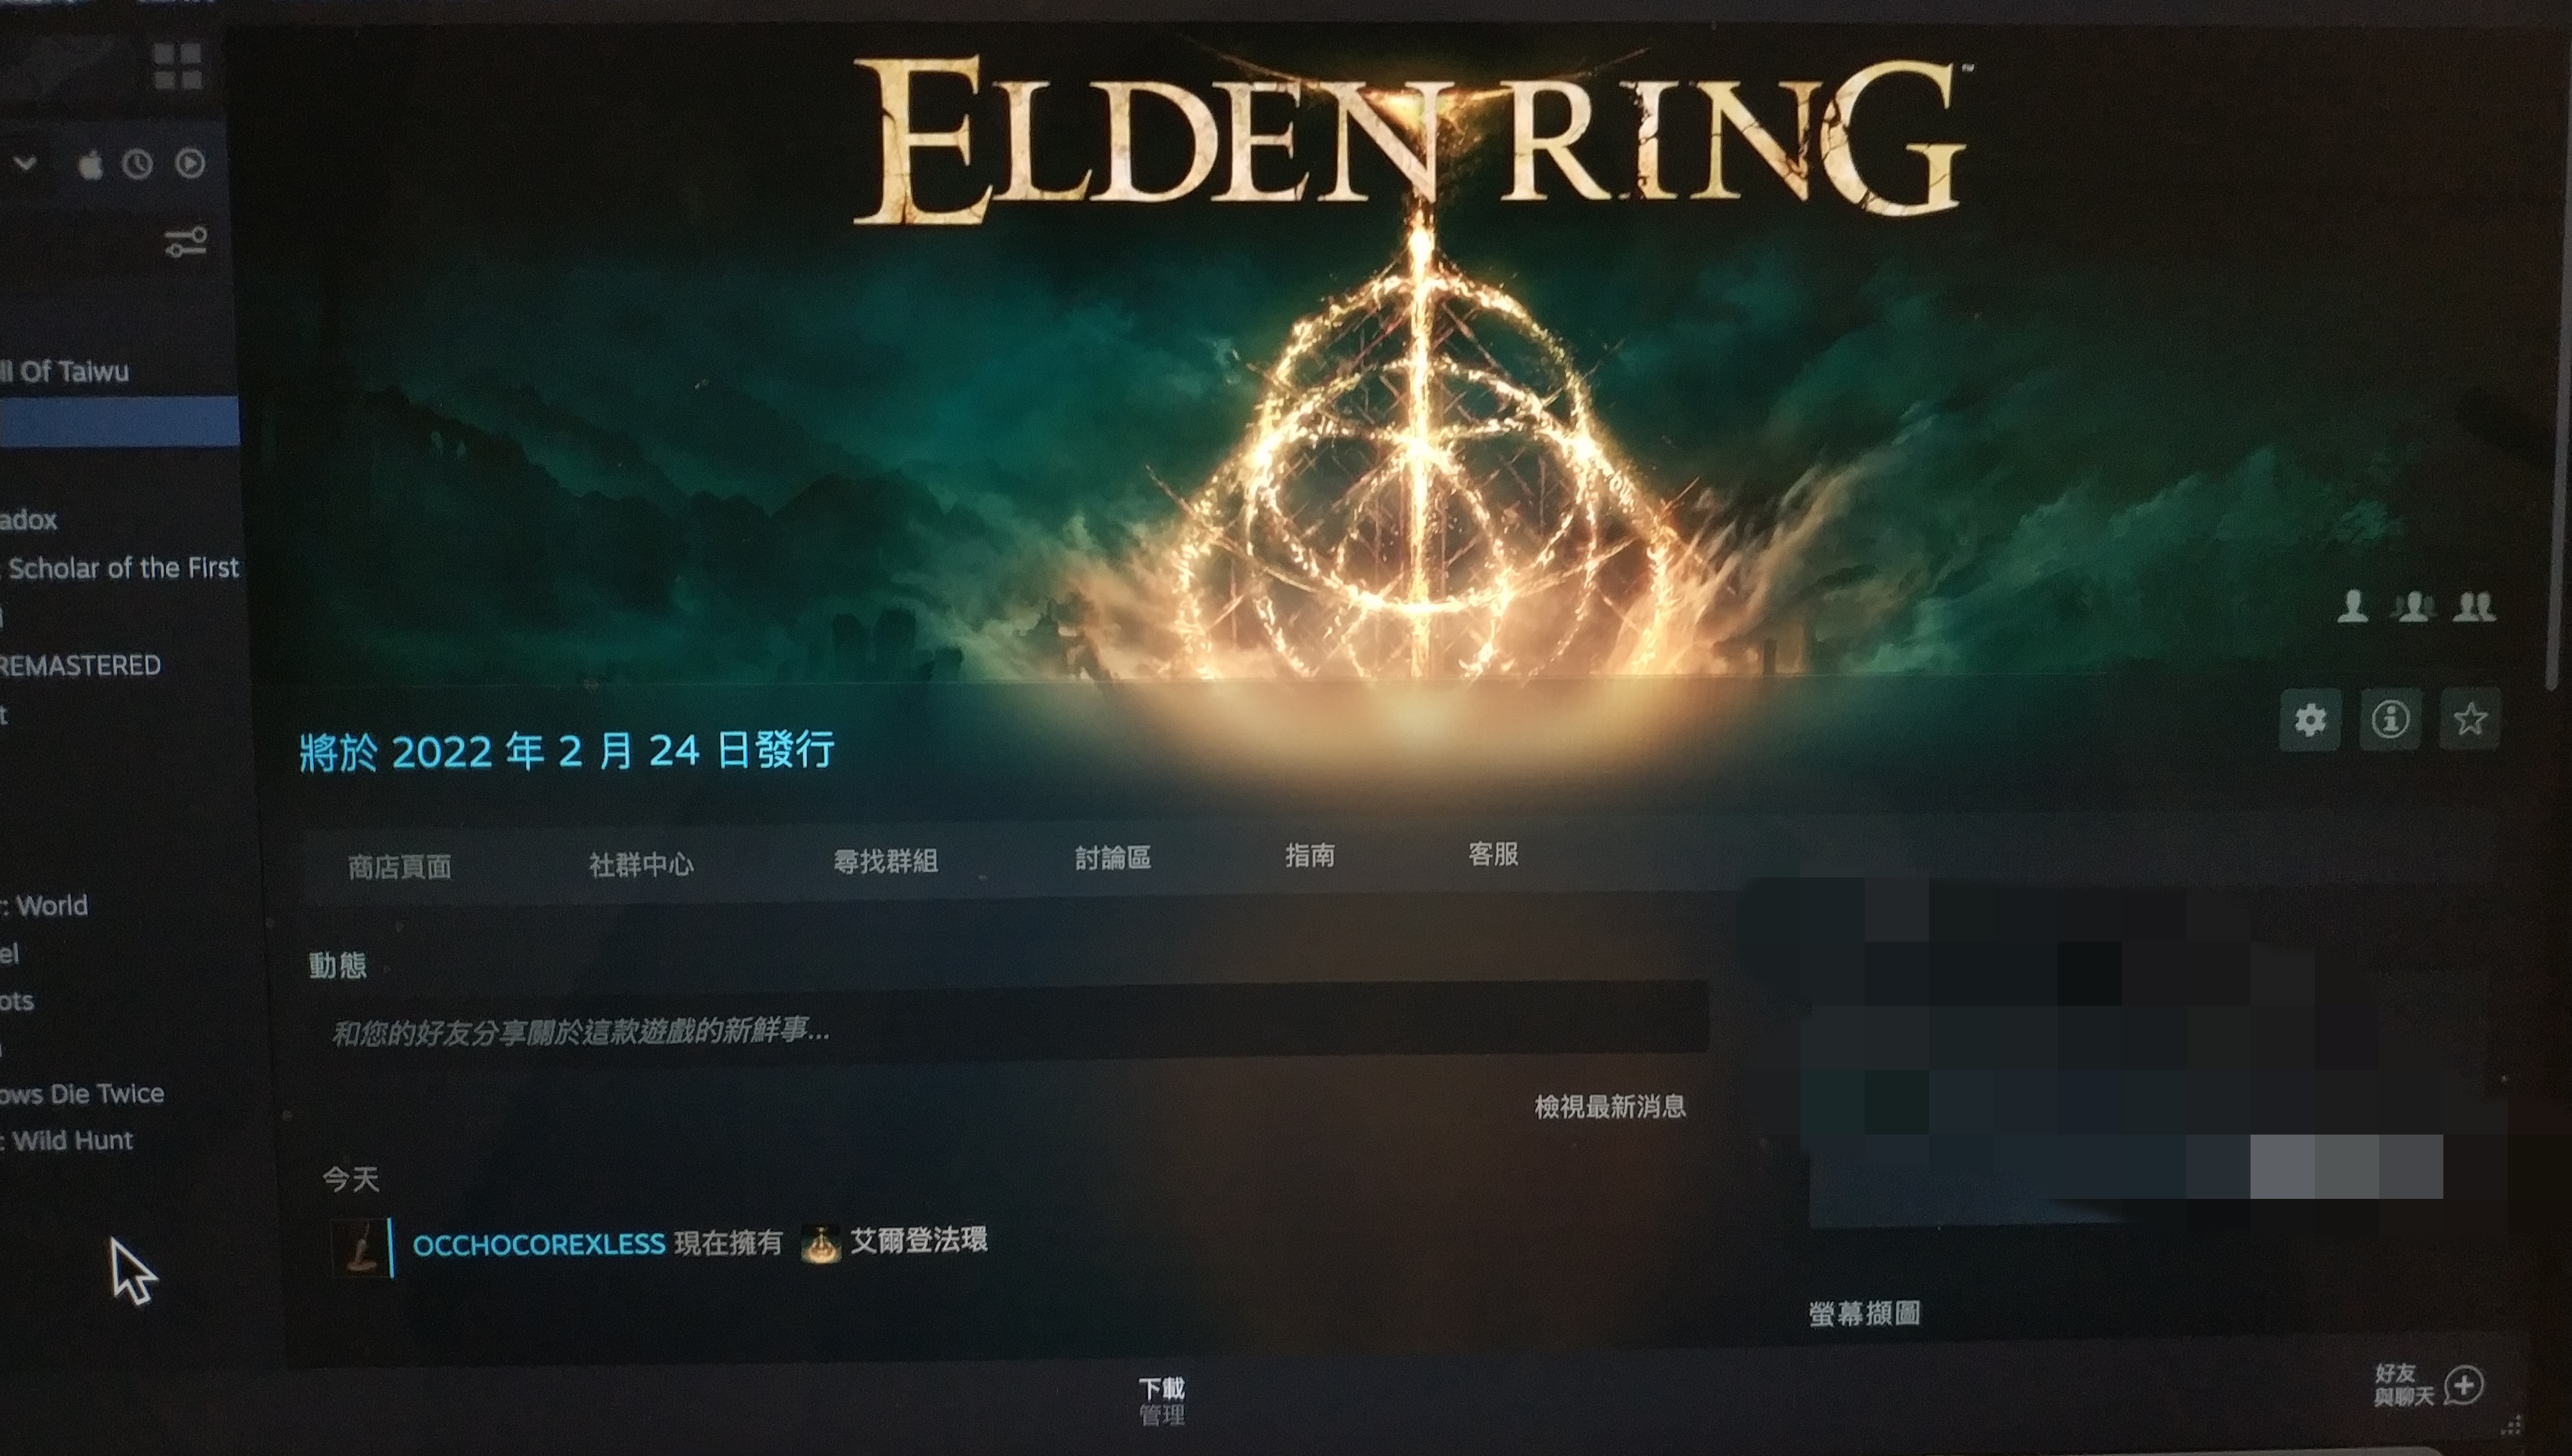 ELDEN RING™
ll Of Taiwu
adox
: Scholar of the First
REMASTERED
t
: World
el
ots
ows Die Twice
: Wild Hunt
將於 2022 年 2 月 24 日發行
商店頁面 社群中心 尋找群組 討論區 指南 客服
動態
和您的好友分享關於這款遊戲的新鮮事...
檢視最新消息
今天
OCCHOCOREXLESS 現在擁有 艾爾登法環
螢幕擷圖
下載
管理
好友
與聊天